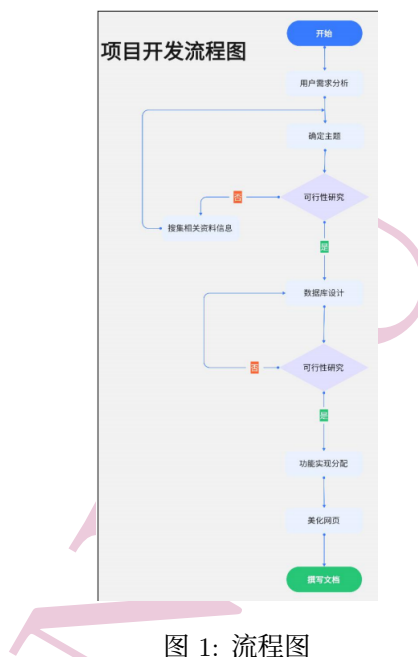 开始
项目开发流程图
用户需求分析
确定主题
可行性研究
否
搜集相关资料信息
是
数据库设计
可行性研究
否
是
功能实现分配
美化网页
撰写文档
图 1: 流程图